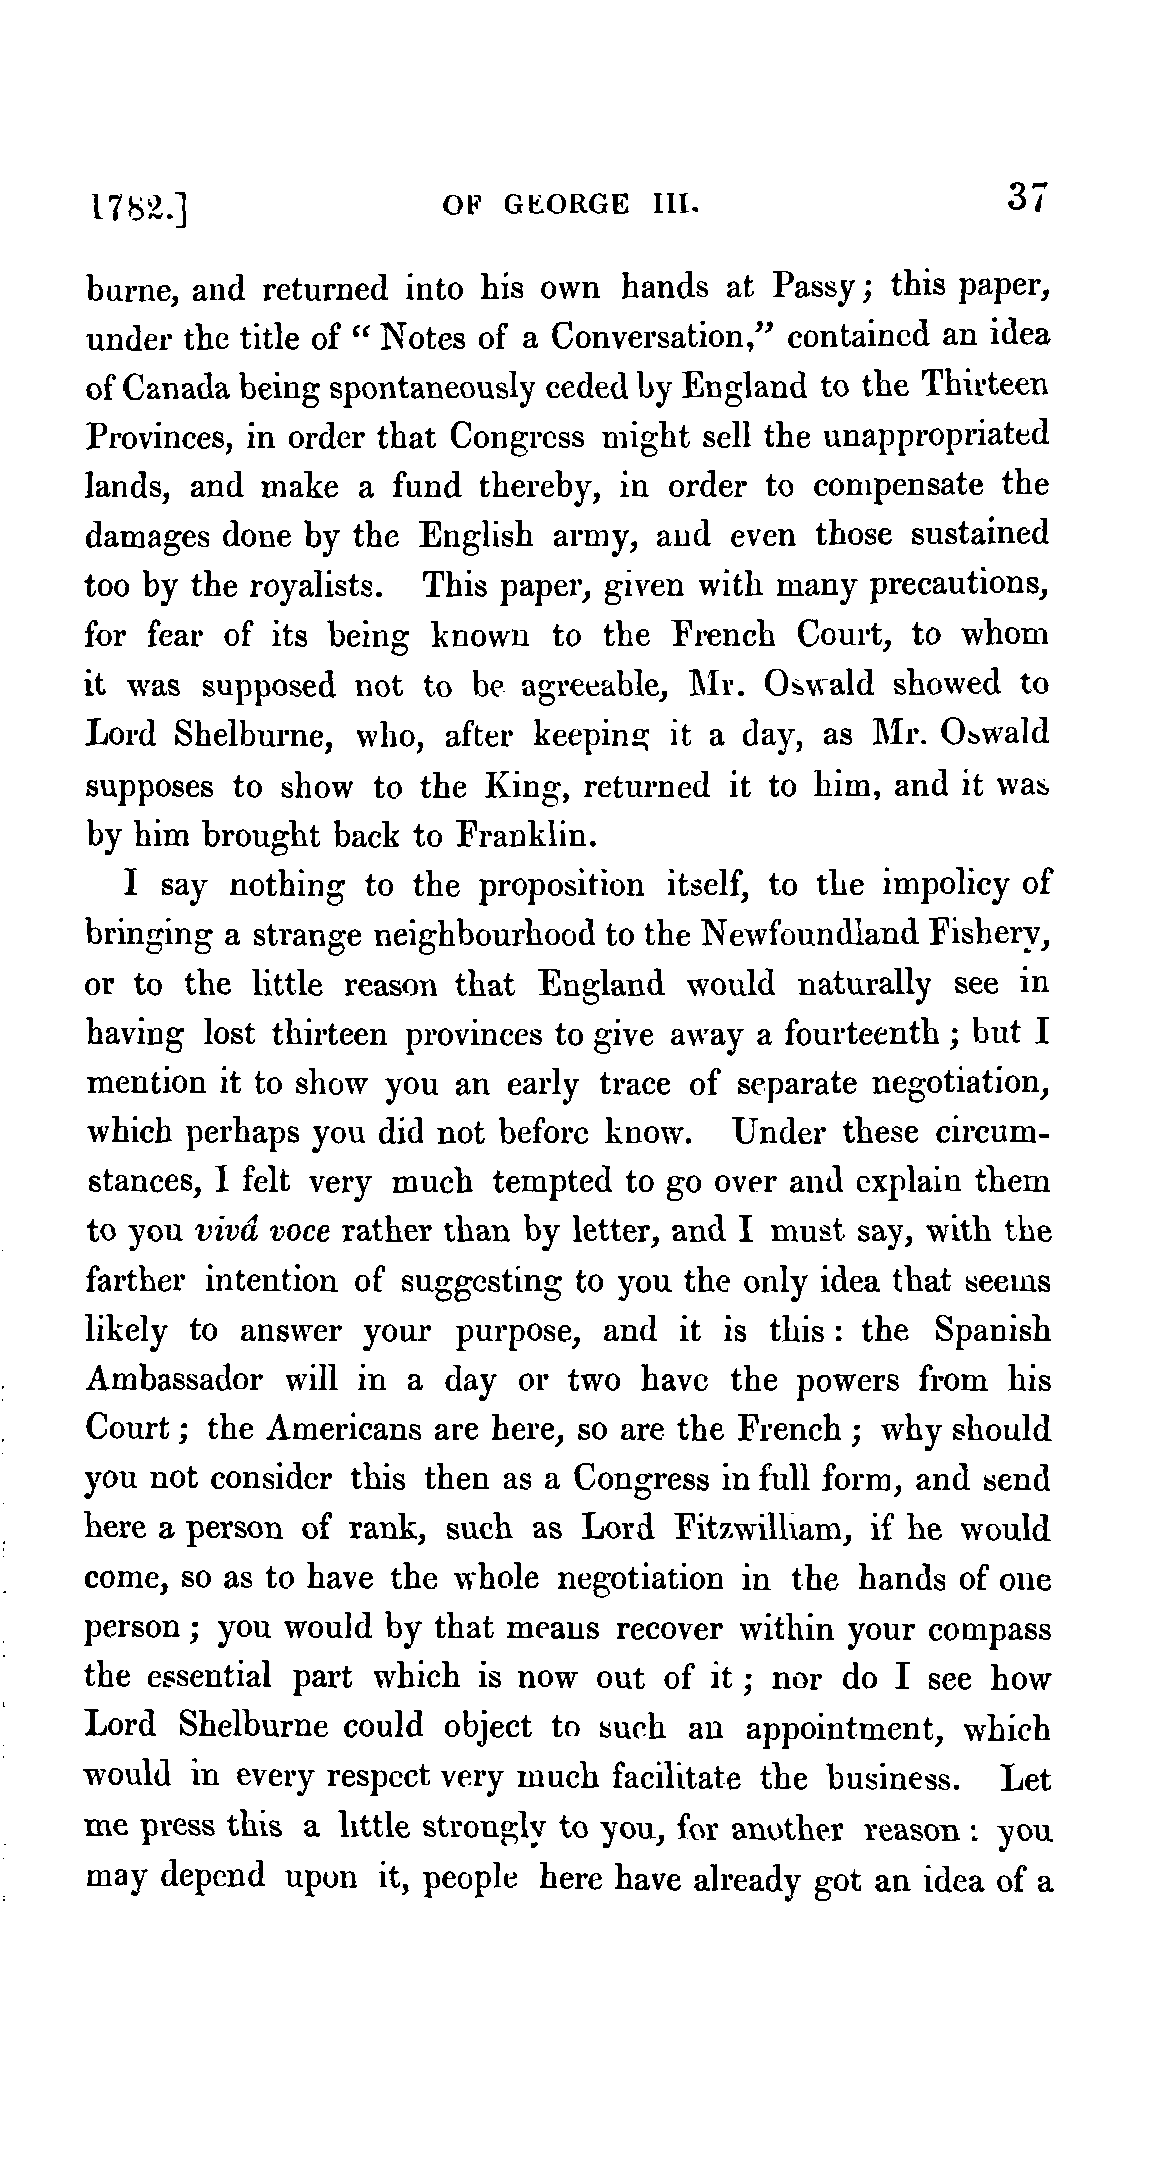 1782.] OF GEORGE III. 37
burne, and returned into his own hands at Passy; this paper,
under the title of “ Notes of a Conversation,” contained an idea
of Canada being spontaneously ceded by England to the Thirteen
Provinces, in order that Congress might sell the unappropriated
lands, and make a fund thereby, in order to compensate the
damages done by the English army, and even those sustained
too by the royalists. This paper, given with many precautions,
for fear of its being known to the French Court, to whom
it was supposed not to be agreeable, Mr. Oswald showed to
Lord Shelburne, who, after keeping it a day, as Mr. Oswald
supposes to show to the King, returned it to him, and it was
by him brought back to Franklin.
I say nothing to the proposition itself, to the impolicy of
bringing a strange neighbourhood to the Newfoundland Fishery,
or to the little reason that England would naturally see in
having lost thirteen provinces to give away a fourteenth ; but I
mention it to show you an early trace of separate negotiation,
which perhaps you did not before know. Under these circum-
stances, I felt very much tempted to go over and explain them
to you vivâ voce rather than by letter, and I must say, with the
farther intention of suggesting to you the only idea that seems
likely to answer your purpose, and it is this : the Spanish
Ambassador will in a day or two have the powers from his
Court ; the Americans are here, so are the French ; why should
you not consider this then as a Congress in full form, and send
here a person of rank, such as Lord Fitzwilliam, if he would
come, so as to have the whole negotiation in the hands of one
person ; you would by that means recover within your compass
the essential part which is now out of it ; nor do I see how
Lord Shelburne could object to such an appointment, which
would in every respect very much facilitate the business. Let
me press this a little strongly to you, for another reason : you
may depend upon it, people here have already got an idea of a